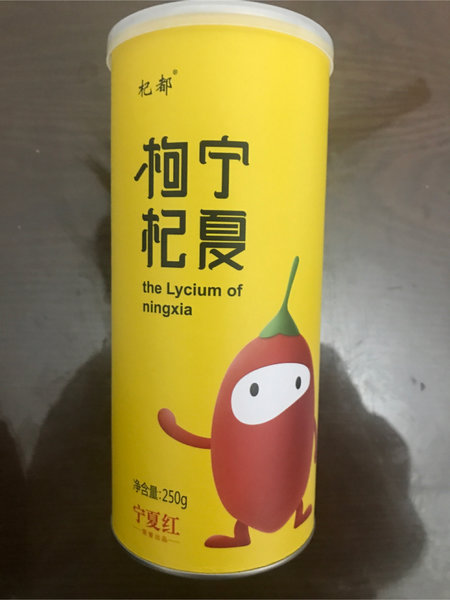 杞都®
宁夏
枸杞
the Lycium of
ningxia
净含量:250g
宁夏红